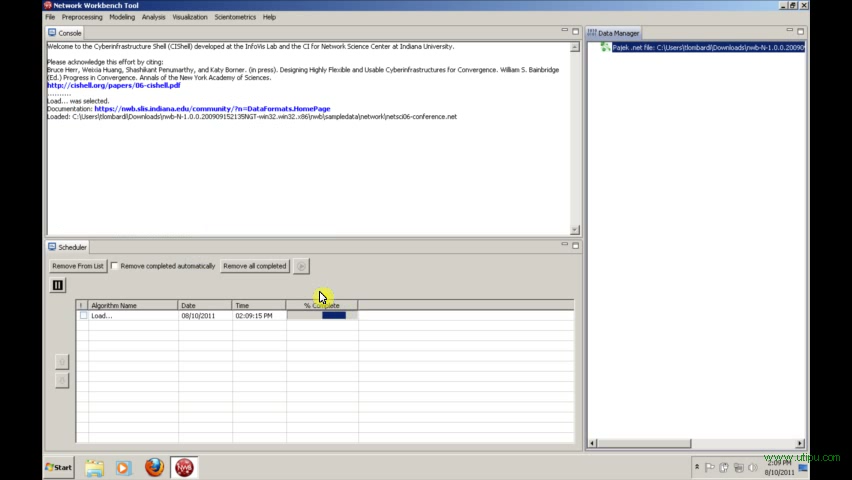 Network Workbench Tool
File Preprocessing Modeling Analysis Visualization Scientometrics Help
Console
Welcome to the Cyberinfrastructure Shell (CIShell) developed at the InfoVis Lab and the CI for Network Science Center at Indiana University.
Please acknowledge this effort by citing:
Bruce Herr, Weixia Huang, Shashikant Penumarthy, and Katy Borner. (in press). Designing Highly Flexible and Usable Cyberinfrastructures for Convergence. William S. Bainbridge
(Ed.) Progress in Convergence. Annals of the New York Academy of Sciences.
http://cishell.org/papers/06-cishell.pdf
..........
Load... was selected.
Documentation: https://nwb.slis.indiana.edu/community/?n=DataFormats.HomePage
Loaded: C:\Users\tlombardi\Downloads\nwb-N-1.0.0.200909152135NGT-win32.win32.x86\nwb\sampledata\network\netsci06-conference.net
Data Manager
Pajek .net file: C:\Users\tlombardi\Downloads\nwb-N-1.0.0.20090
Scheduler
Remove From List Remove completed automatically Remove all completed
! Algorithm Name Date Time % Complete
Load... 08/10/2011 02:09:15 PM
Start
NWB
2:09 PM
8/10/2011
www.utipu.com